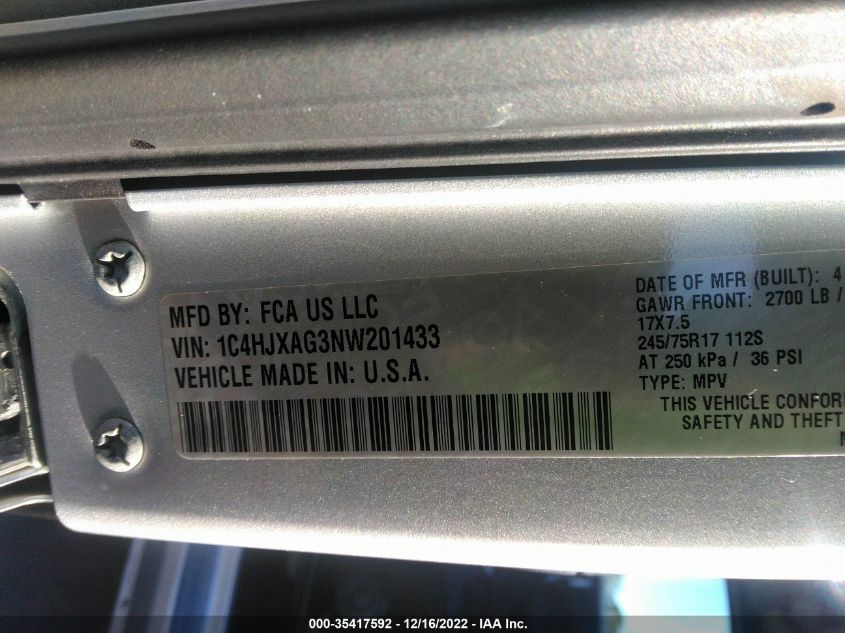 MFD BY: FCA US LLC
VIN: 1C4HJXAG3NW201433
VEHICLE MADE IN: U.S.A.
DATE OF MFR (BUILT): 4
GAWR FRONT: 2700 LB /
17X7.5
245/75R17 112S
AT 250 kPa / 36 PSI
TYPE: MPV
THIS VEHICLE CONFOR
SAFETY AND THEFT
000-35417592 - 12/16/2022 - IAA Inc.